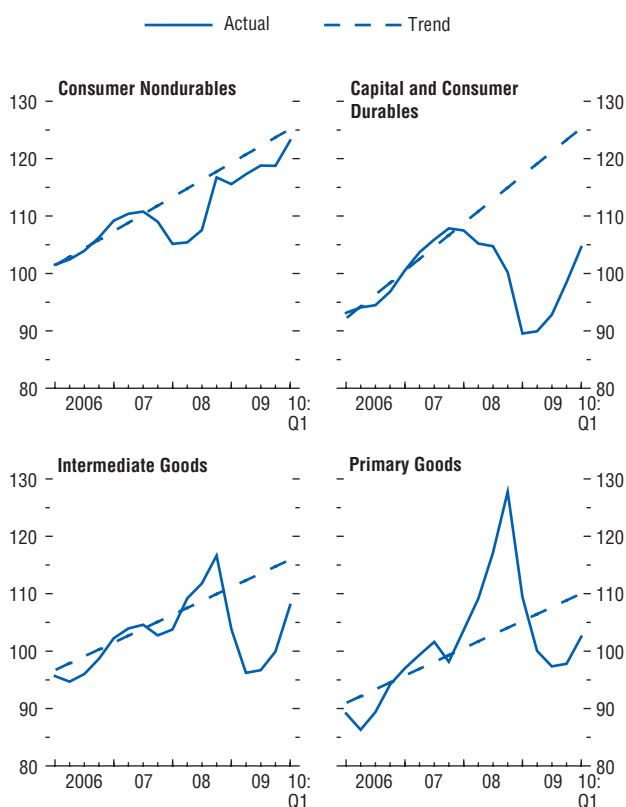 Actual
Trend
Consumer Nondurables
130
120
110
100
90
80
2006 07 08 09 10:
Q1
Capital and Consumer
Durables
130
120
110
100
90
80
2006 07 08 09 10:
Q1
Intermediate Goods
130
120
110
100
90
80
2006 07 08 09 10:
Q1
Primary Goods
130
120
110
100
90
80
2006 07 08 09 10:
Q1